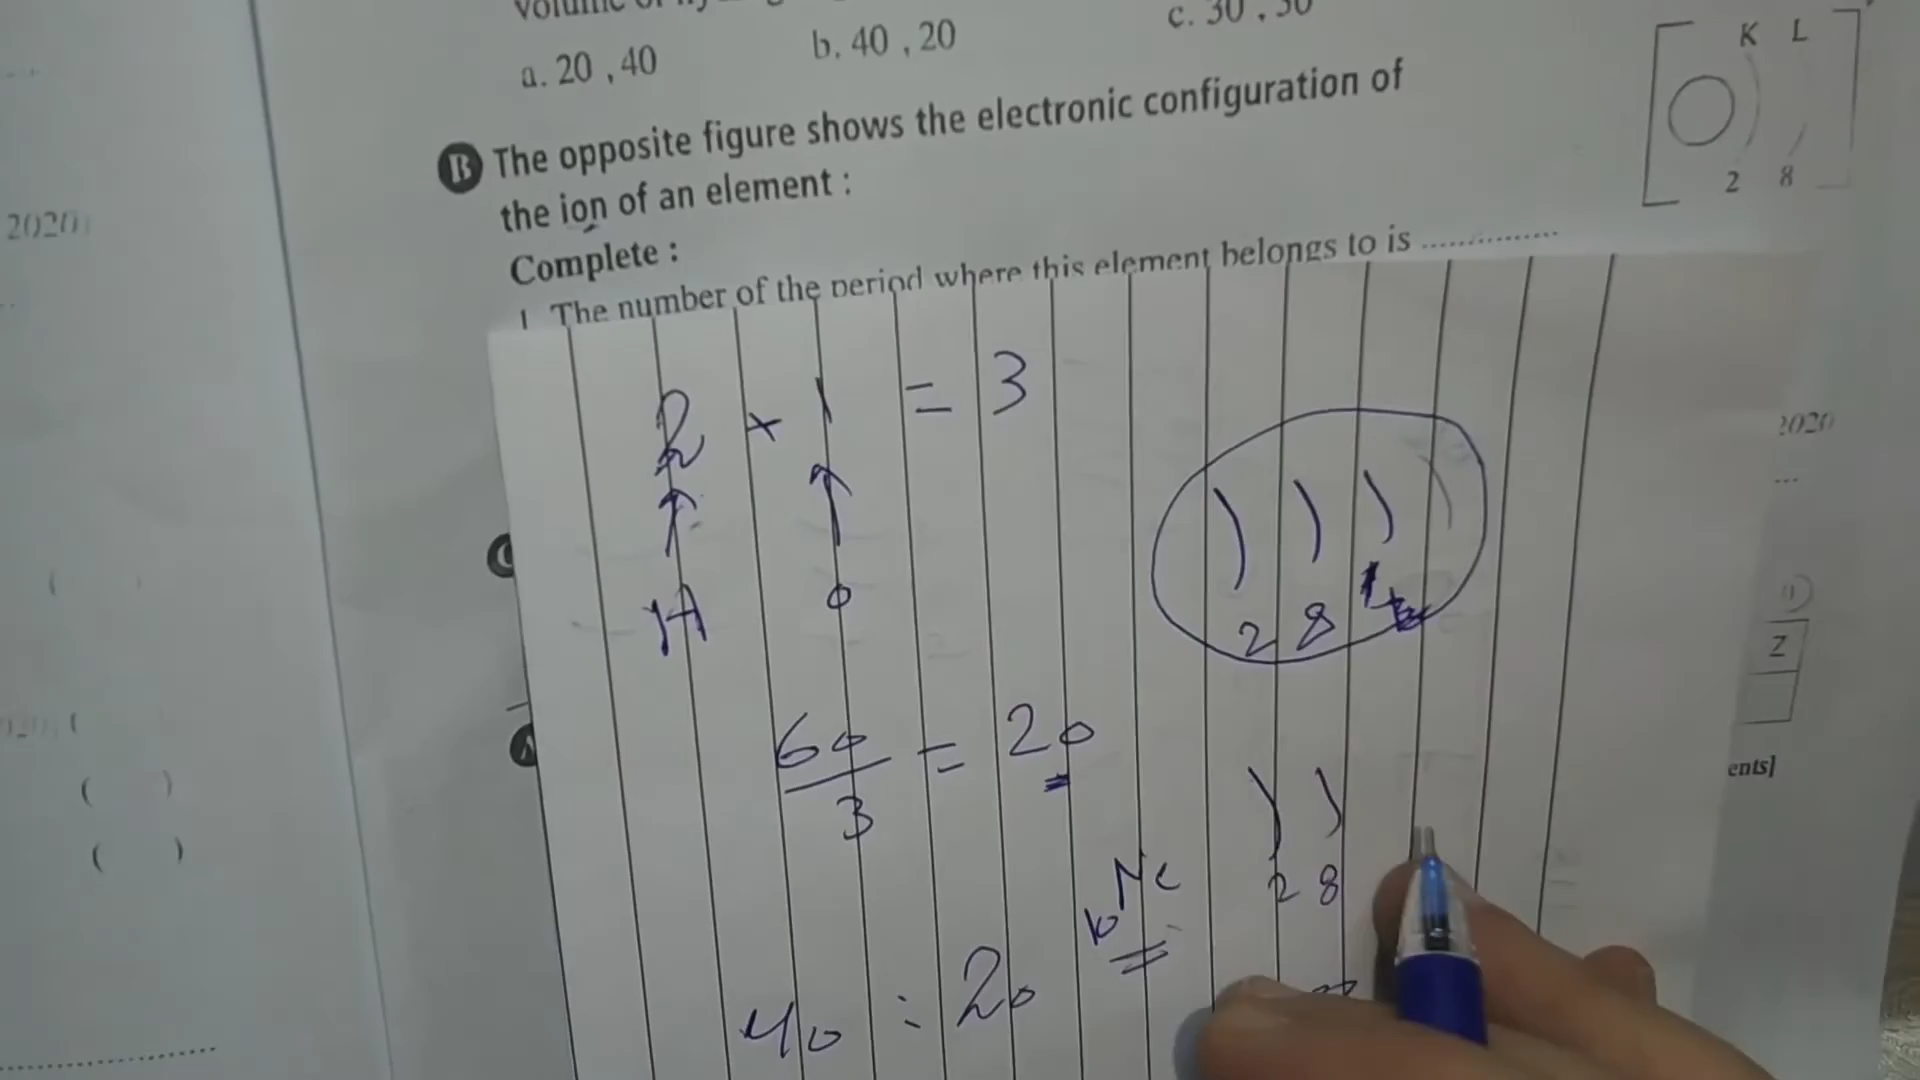 a. 20 , 40
b. 40 , 20
c. 30 , 30
K L
B The opposite figure shows the electronic configuration of
the ion of an element :
2 8
Complete :
1 The number of the period where this element belongs to is ..............
2020
2 + 1 = 3
2020
H O
2 8 1
Z
60/3 = 20
ents]
10Ne
2 8
40 : 20